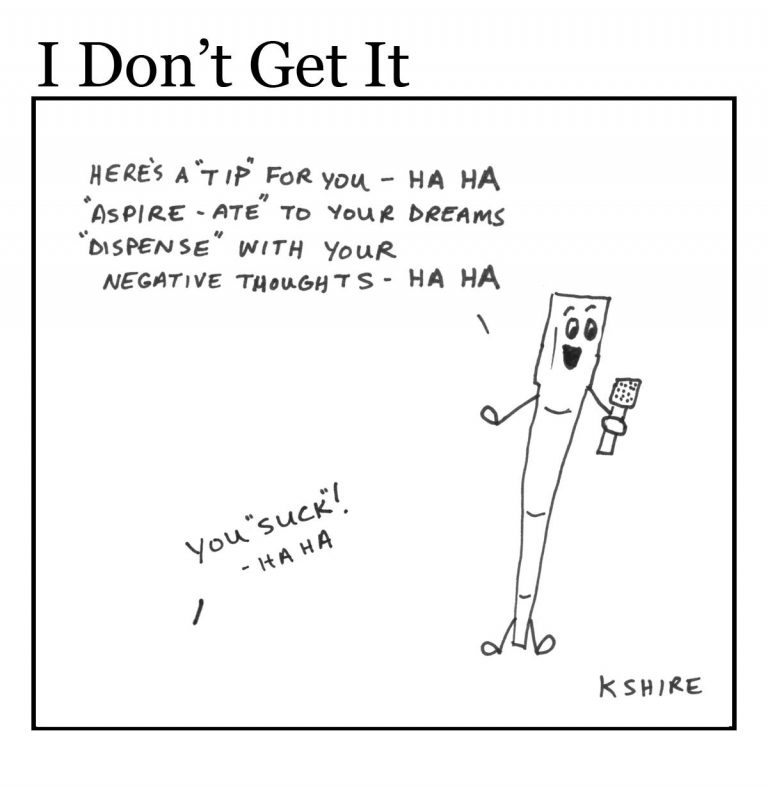 I Don’t Get It
HERE'S A "TIP" FOR YOU - HA HA
"ASPIRE - ATE" TO YOUR DREAMS
"DISPENSE" WITH YOUR
NEGATIVE THOUGHTS - HA HA
YOU "SUCK"!
- HA HA
KSHIRE